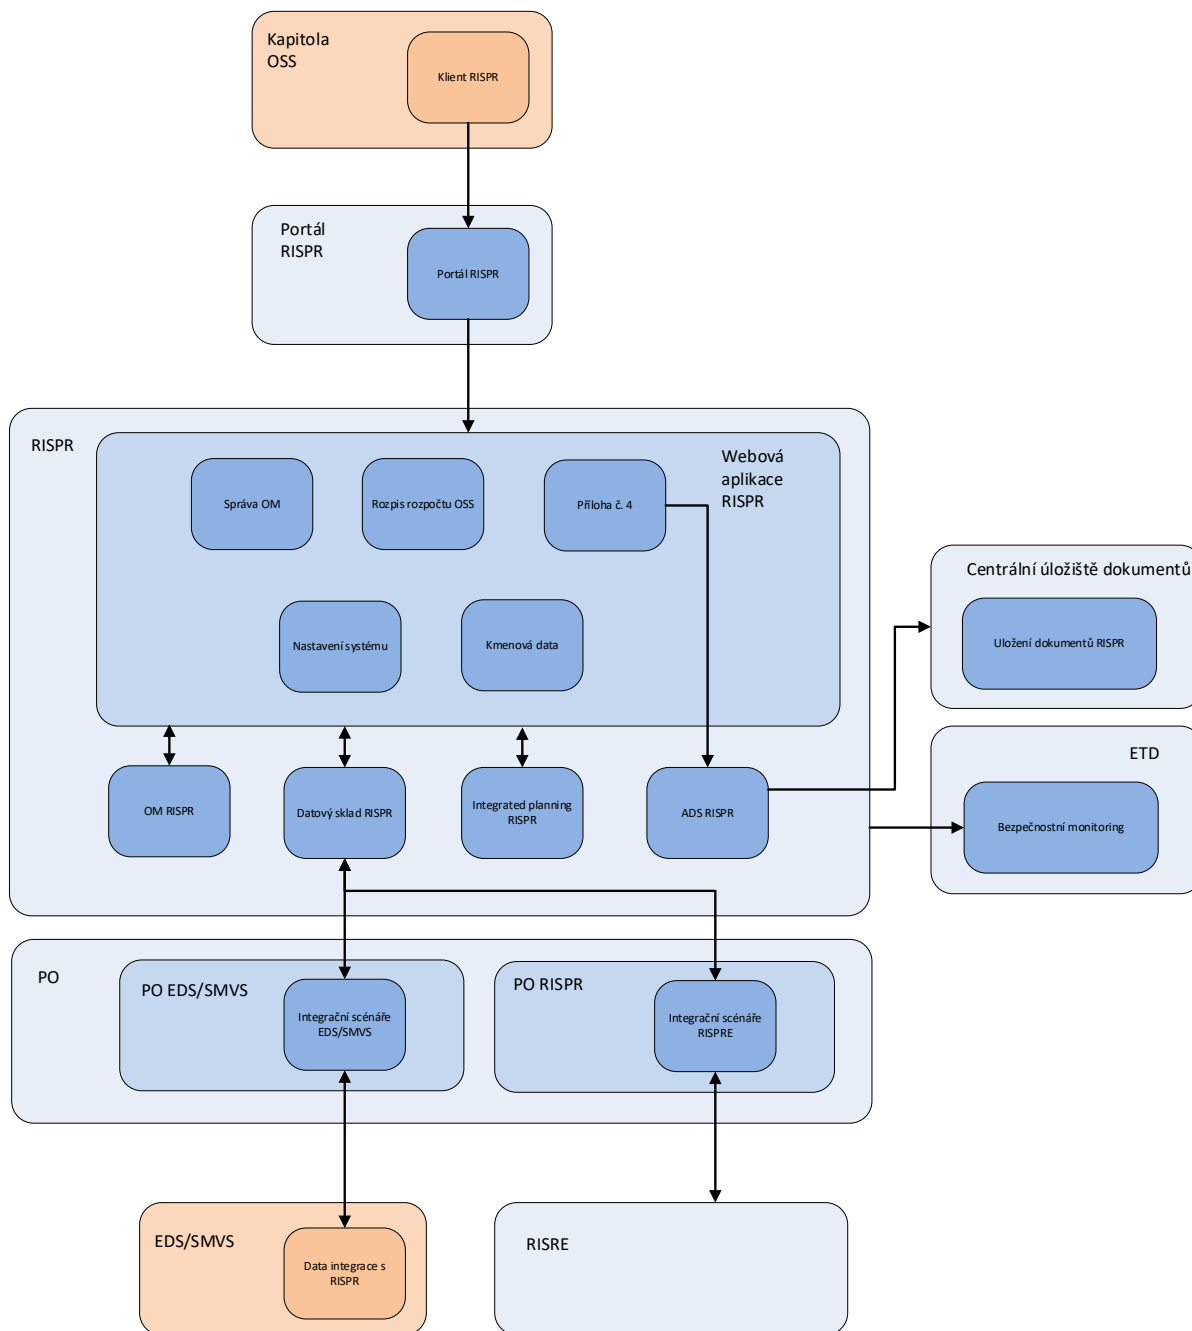 Kapitola
OSS
Klient RISPR
Portál
RISPR
Portál RISPR
RISPR
Webová
aplikace
RISPR
Správa OM
Rozpis rozpočtu OSS
Příloha č. 4
Nastavení systému
Kmenová data
Centrální úložiště dokumentů
Uložení dokumentů RISPR
ETD
Bezpečnostní monitoring
OM RISPR
Datový sklad RISPR
Integrated planning
RISPR
ADS RISPR
PO
PO EDS/SMVS
Integrační scénáře
EDS/SMVS
PO RISPR
Integrační scénáře
RISPRE
EDS/SMVS
Data integrace s
RISPR
RISRE